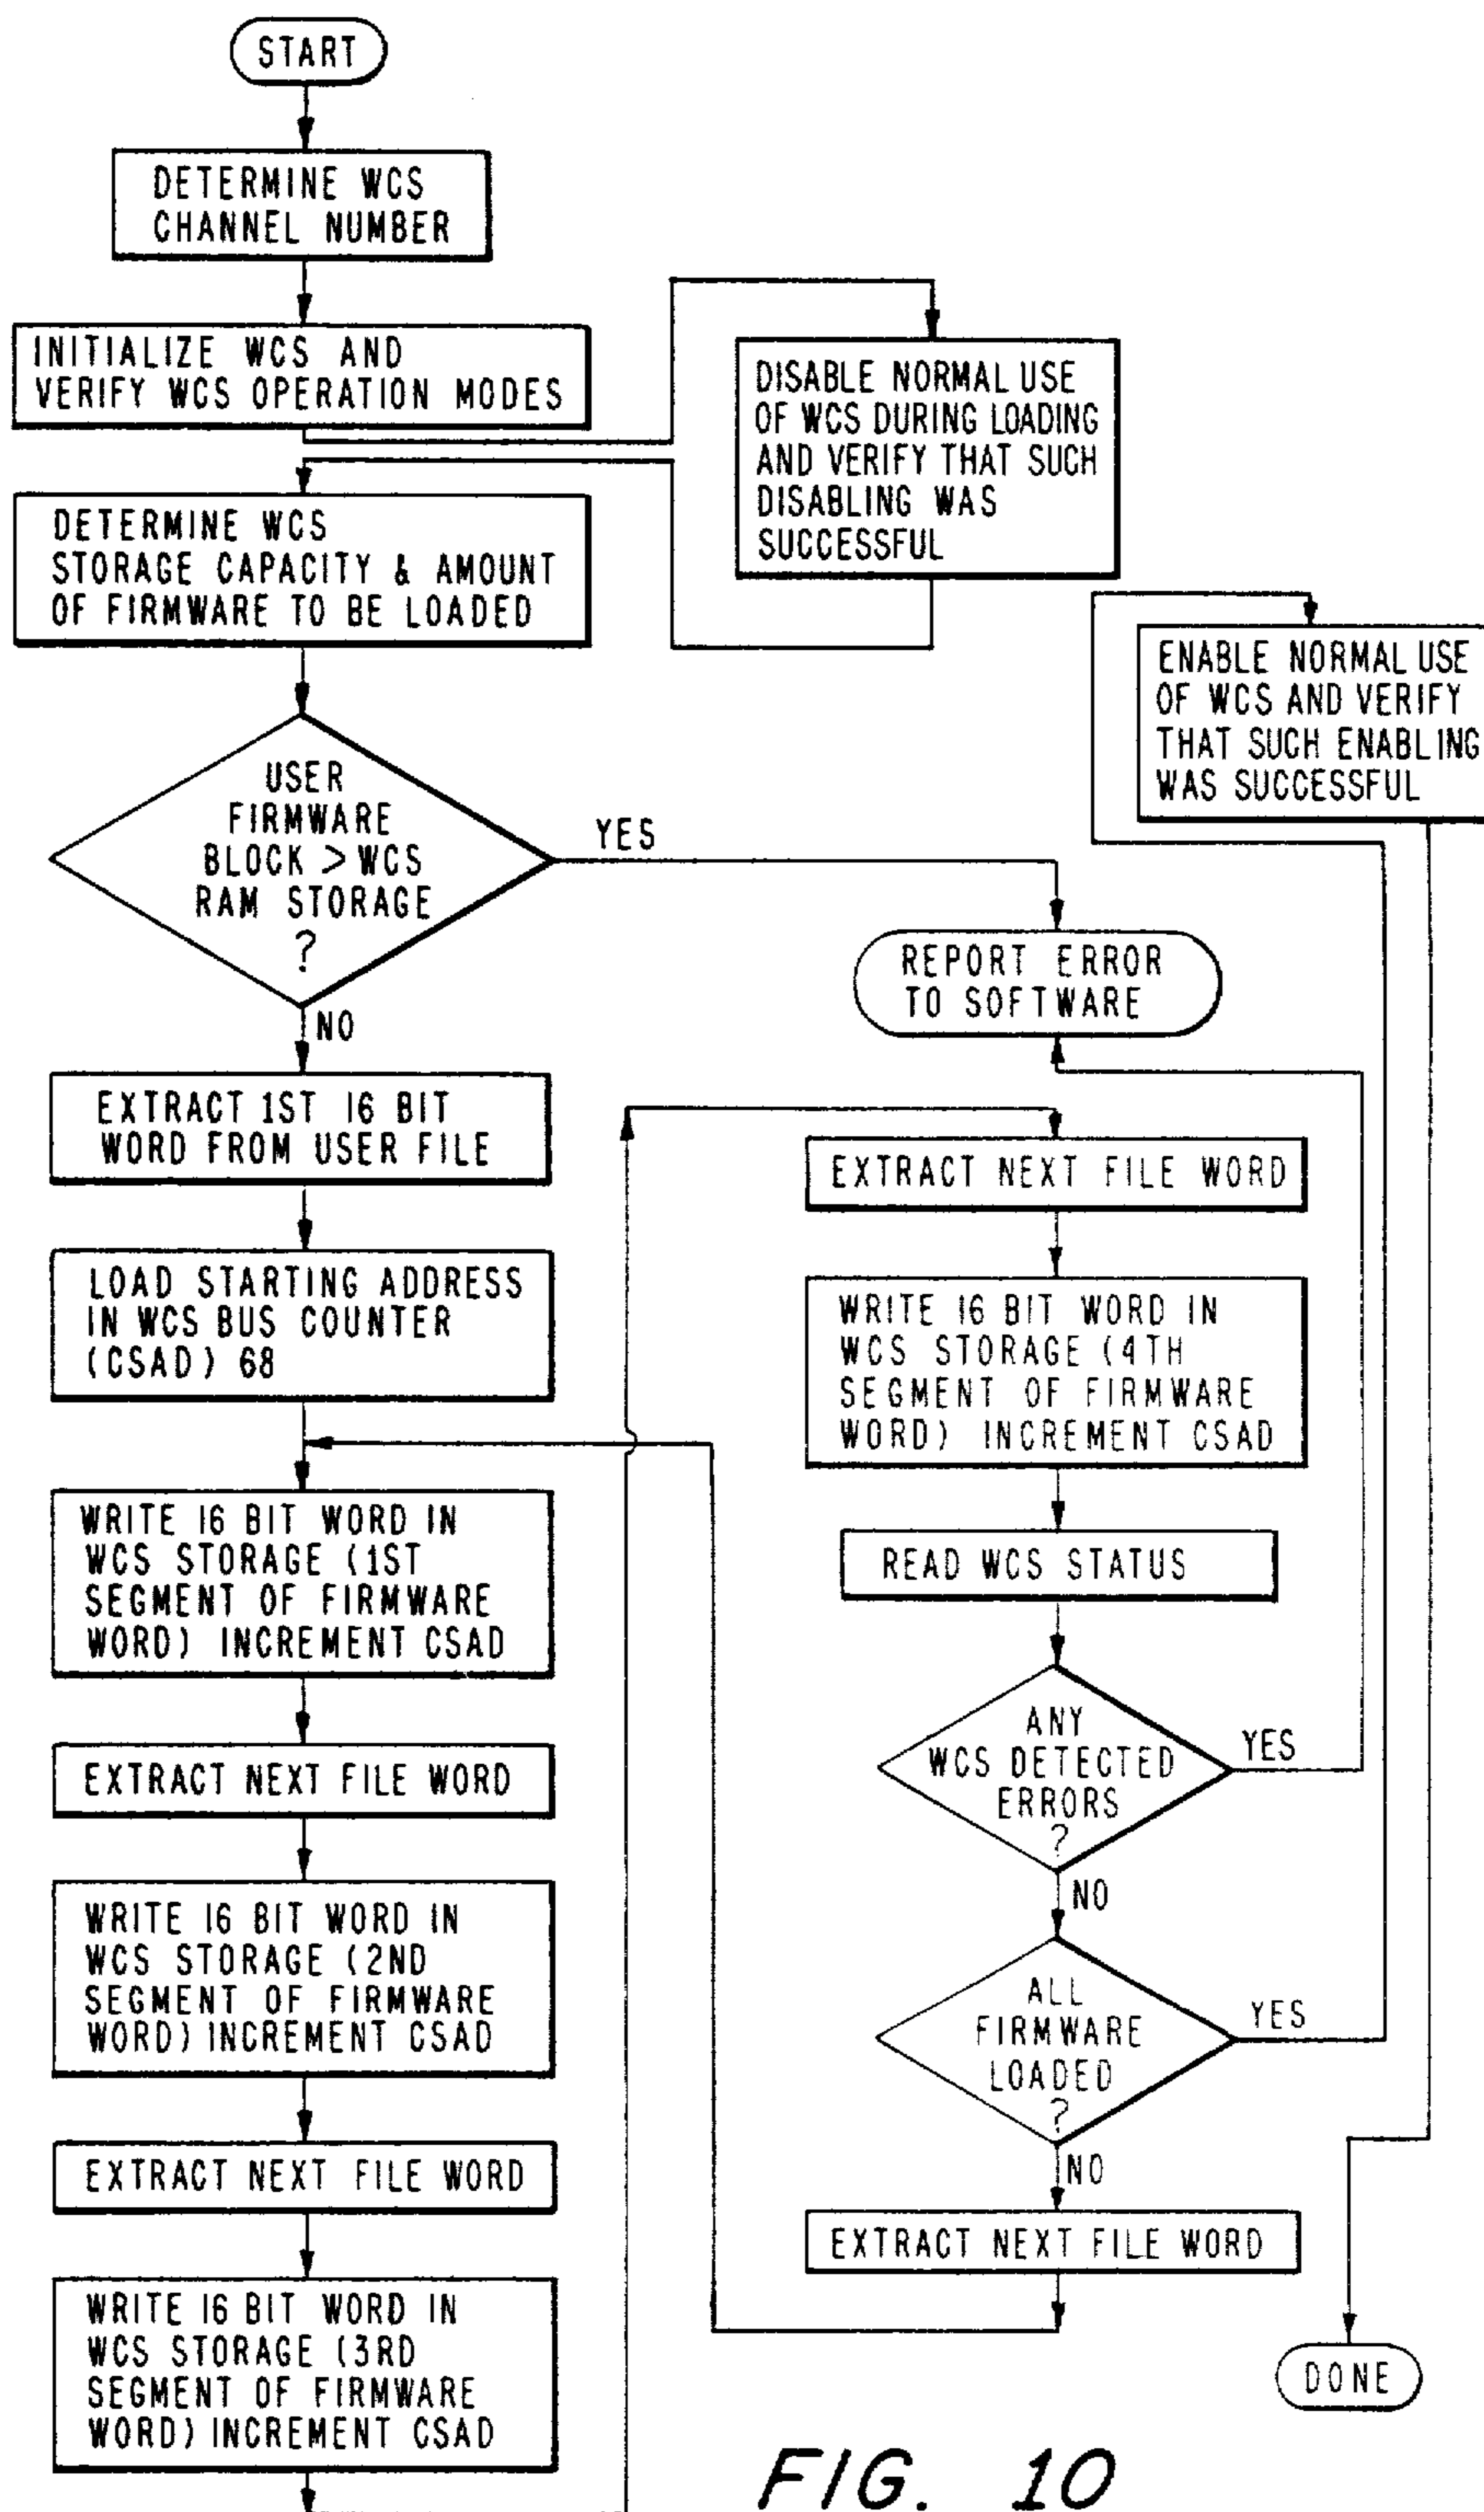 START
DETERMINE WCS
CHANNEL NUMBER
INITIALIZE WCS AND
VERIFY WCS OPERATION MODES
DISABLE NORMAL USE
OF WCS DURING LOADING
AND VERIFY THAT SUCH
DISABLING WAS
SUCCESSFUL
DETERMINE WCS
STORAGE CAPACITY & AMOUNT
OF FIRMWARE TO BE LOADED
ENABLE NORMAL USE
OF WCS AND VERIFY
THAT SUCH ENABLING
WAS SUCCESSFUL
USER
FIRMWARE
BLOCK > WCS
RAM STORAGE
?
YES
NO
REPORT ERROR
TO SOFTWARE
EXTRACT 1ST 16 BIT
WORD FROM USER FILE
LOAD STARTING ADDRESS
IN WCS BUS COUNTER
(CSAD) 68
WRITE 16 BIT WORD IN
WCS STORAGE (1ST
SEGMENT OF FIRMWARE
WORD) INCREMENT CSAD
EXTRACT NEXT FILE WORD
WRITE 16 BIT WORD IN
WCS STORAGE (2ND
SEGMENT OF FIRMWARE
WORD) INCREMENT CSAD
EXTRACT NEXT FILE WORD
WRITE 16 BIT WORD IN
WCS STORAGE (3RD
SEGMENT OF FIRMWARE
WORD) INCREMENT CSAD
EXTRACT NEXT FILE WORD
WRITE 16 BIT WORD IN
WCS STORAGE (4TH
SEGMENT OF FIRMWARE
WORD) INCREMENT CSAD
READ WCS STATUS
ANY
WCS DETECTED
ERRORS
?
YES
NO
ALL
FIRMWARE
LOADED
?
YES
NO
EXTRACT NEXT FILE WORD
DONE
FIG. 10